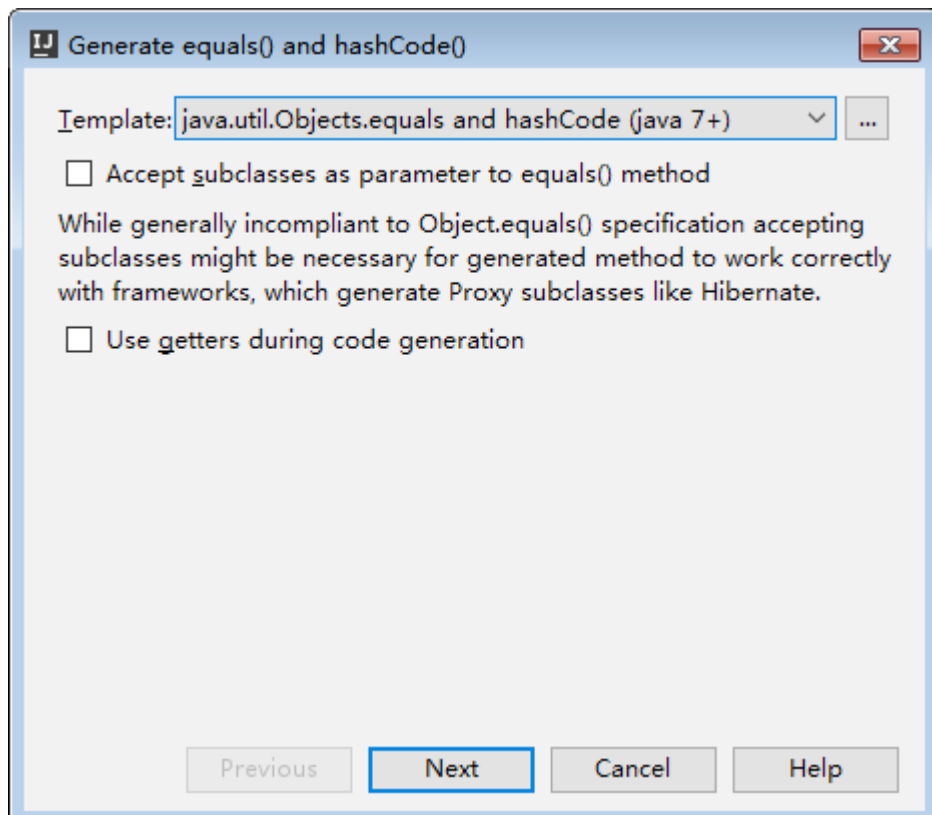 IJ Generate equals() and hashCode()
Template: java.util.Objects.equals and hashCode (java 7+) ...
Accept subclasses as parameter to equals() method
While generally incompliant to Object.equals() specification accepting
subclasses might be necessary for generated method to work correctly
with frameworks, which generate Proxy subclasses like Hibernate.
Use getters during code generation
Previous Next Cancel Help